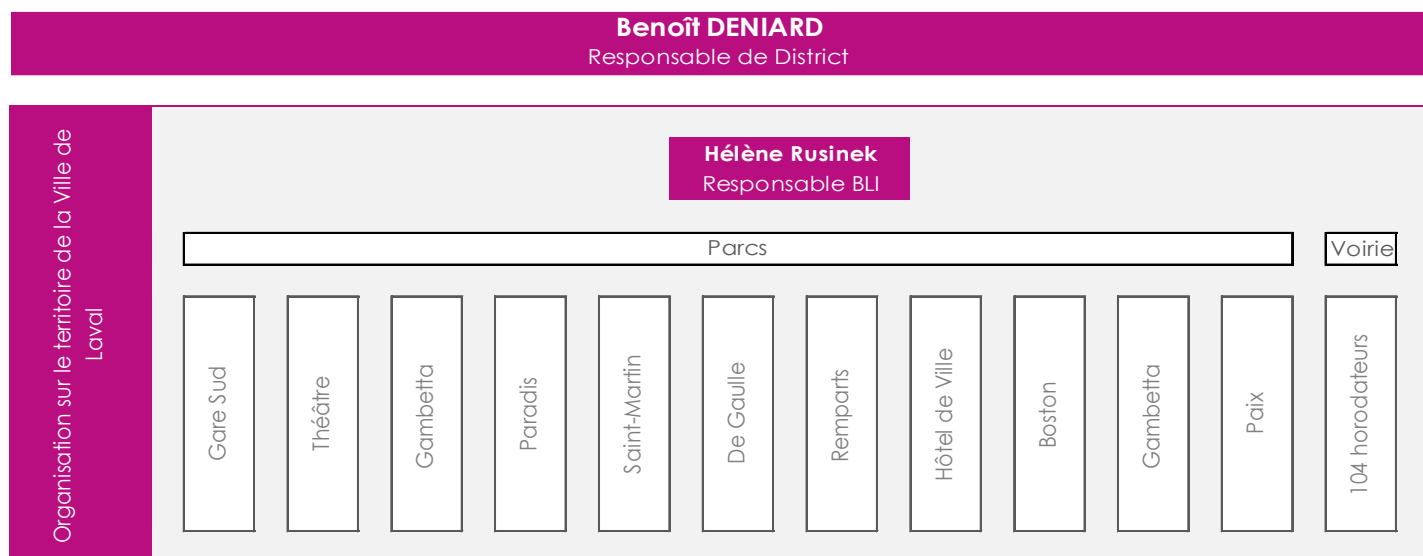 Benoît DENIARD
Responsable de District
Organisation sur le territoire de la Ville de
Laval
Hélène Rusinek
Responsable BLI
Parcs
Voirie
Gare Sud
Théâtre
Gambetta
Paradis
Saint-Martin
De Gaulle
Remparts
Hôtel de Ville
Boston
Gambetta
Paix
104 horodateurs